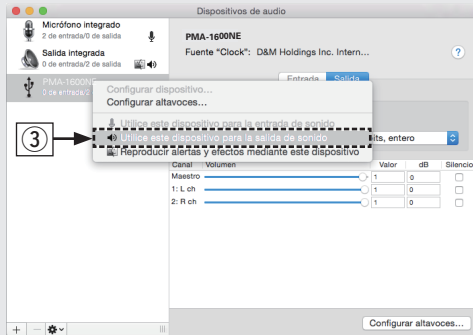 Dispositivos de audio
Micrófono integrado
2 de entrada/0 de salida
Salida integrada
0 de entrada/2 de salida
PMA-1600NE
0 de entrada/2
PMA-1600NE
Fuente "Clock": D&M Holdings Inc. Intern...
?
Entrada Salida
Configurar dispositivo...
Configurar altavoces...
Utilice este dispositivo para la entrada de sonido
3
Utilice este dispositivo para la salida de sonido
its, entero
Reproducir alertas y efectos mediante este dispositivo
Canal Volumen Valor dB Silencio
Maestro 1 0
1: L ch 1 0
2: R ch 1 0
Configurar altavoces...